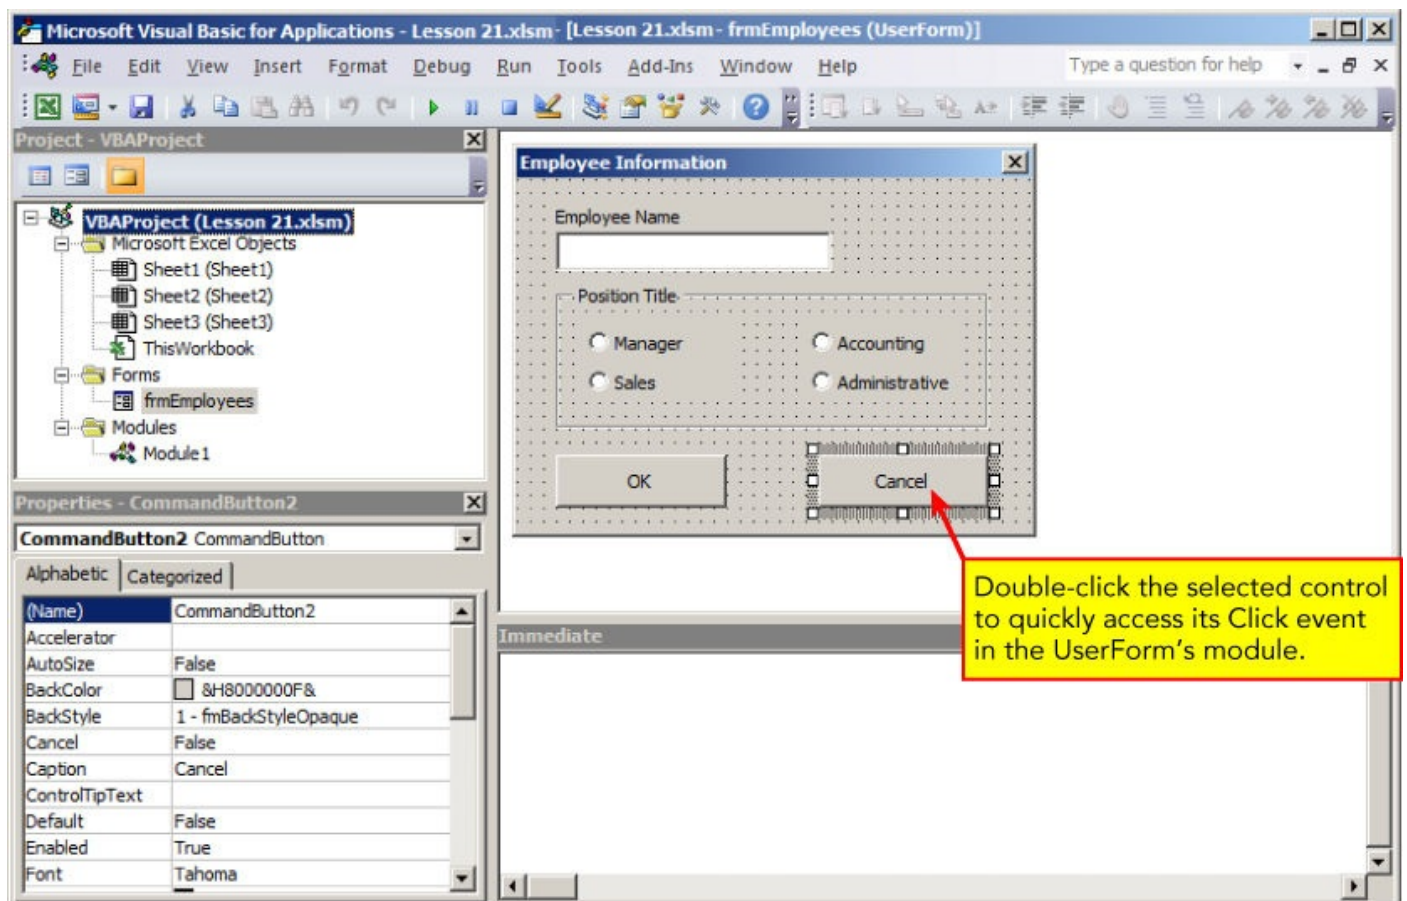 Microsoft Visual Basic for Applications - Lesson 21.xlsm - [Lesson 21.xlsm - frmEmployees (UserForm)]
File Edit View Insert Format Debug Run Tools Add-Ins Window Help Type a question for help
Project - VBAProject
VBAProject (Lesson 21.xlsm)
Microsoft Excel Objects
Sheet1 (Sheet1)
Sheet2 (Sheet2)
Sheet3 (Sheet3)
ThisWorkbook
Forms
frmEmployees
Modules
Module1
Properties - CommandButton2
CommandButton2 CommandButton
Alphabetic Categorized
(Name) CommandButton2
Accelerator
AutoSize False
BackColor &H8000000F&
BackStyle 1 - fmBackStyleOpaque
Cancel False
Caption Cancel
ControlTipText
Default False
Enabled True
Font Tahoma
Employee Information
Employee Name
Position Title
Manager Accounting
Sales Administrative
OK Cancel
Double-click the selected control
to quickly access its Click event
in the UserForm's module.
Immediate